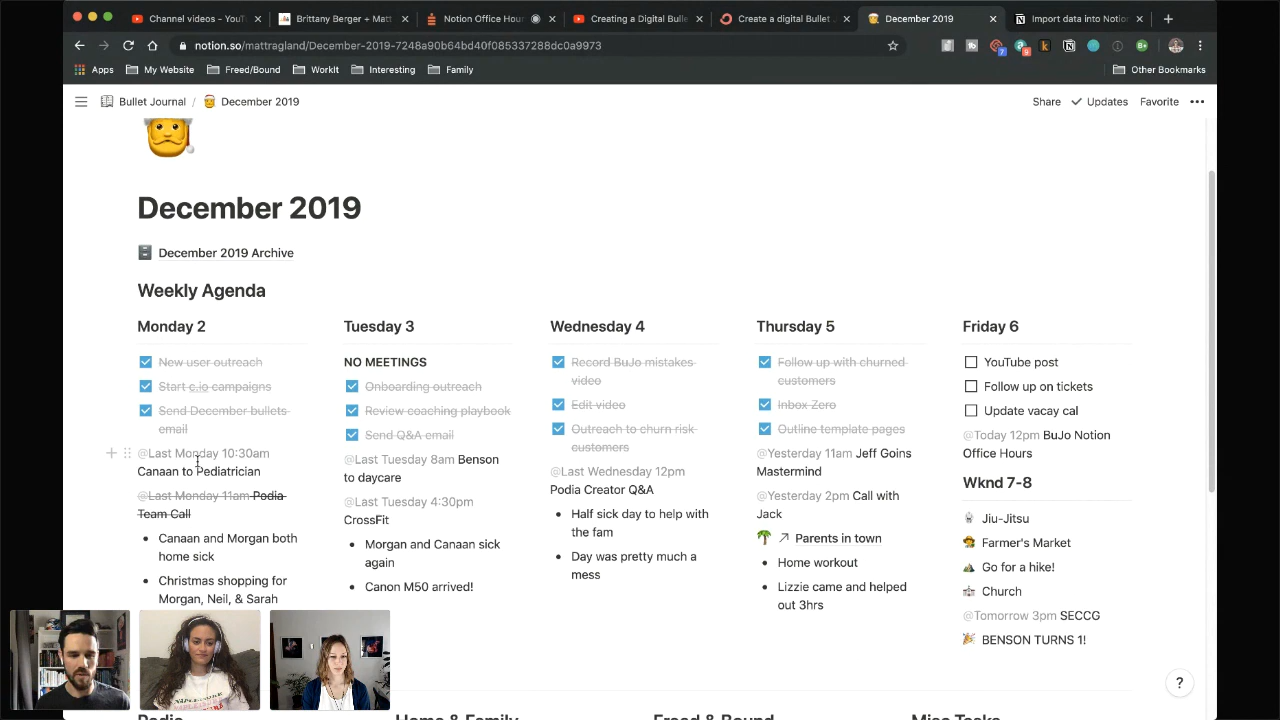 Channel videos - YouT
Brittany Berger + Matt
Notion Office Hour
Creating a Digital Bulle
Create a digital Bullet
December 2019
Import data into Notion
notion.so/mattragland/December-2019-7248a90b64bd40f085337288dc0a9973
Apps
My Website
Freed/Bound
WorkIt
Interesting
Family
Other Bookmarks
Bullet Journal / December 2019
Share
Updates
Favorite
December 2019
December 2019 Archive
Weekly Agenda
Monday 2
New user outreach
Start c.io campaigns
Send December bullets
email
@Last Monday 10:30am
Canaan to Pediatrician
@Last Monday 11am Podia
Team Call
Canaan and Morgan both
home sick
Christmas shopping for
Morgan, Neil, & Sarah
Tuesday 3
NO MEETINGS
Onboarding outreach
Review coaching playbook
Send Q&A email
@Last Tuesday 8am Benson
to daycare
@Last Tuesday 4:30pm
CrossFit
Morgan and Canaan sick
again
Canon M50 arrived!
Wednesday 4
Record BuJo mistakes
video
Edit video
Outreach to churn risk
customers
@Last Wednesday 12pm
Podia Creator Q&A
Half sick day to help with
the fam
Day was pretty much a
mess
Thursday 5
Follow up with churned
customers
Inbox Zero
Outline template pages
@Yesterday 11am Jeff Goins
Mastermind
@Yesterday 2pm Call with
Jack
Parents in town
Home workout
Lizzie came and helped
out 3hrs
Friday 6
YouTube post
Follow up on tickets
Update vacay cal
@Today 12pm BuJo Notion
Office Hours
Wknd 7-8
Jiu-Jitsu
Farmer's Market
Go for a hike!
Church
@Tomorrow 3pm SECCG
BENSON TURNS 1!
?
Podia
Home & Family
Freed & Bound
Misc Tasks